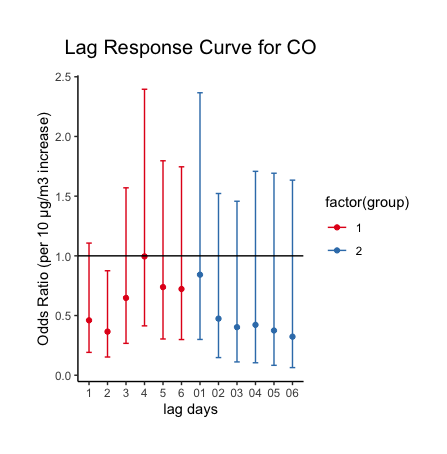 Lag Response Curve for CO
Odds Ratio (per 10 μg/m3 increase)
2.5
2.0
1.5
1.0
0.5
0.0
1 2 3 4 5 6 01 02 03 04 05 06
lag days
factor(group)
1
2